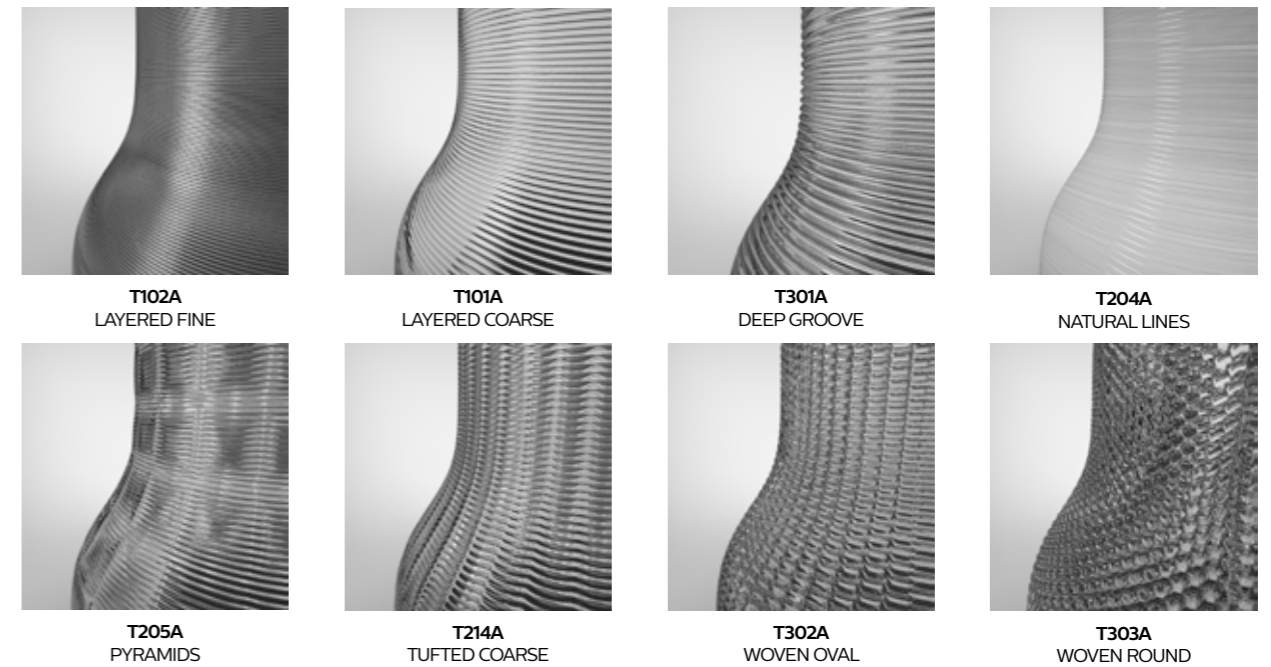 T102A
LAYERED FINE
T101A
LAYERED COARSE
T301A
DEEP GROOVE
T204A
NATURAL LINES
T205A
PYRAMIDS
T214A
TUFTED COARSE
T302A
WOVEN OVAL
T303A
WOVEN ROUND